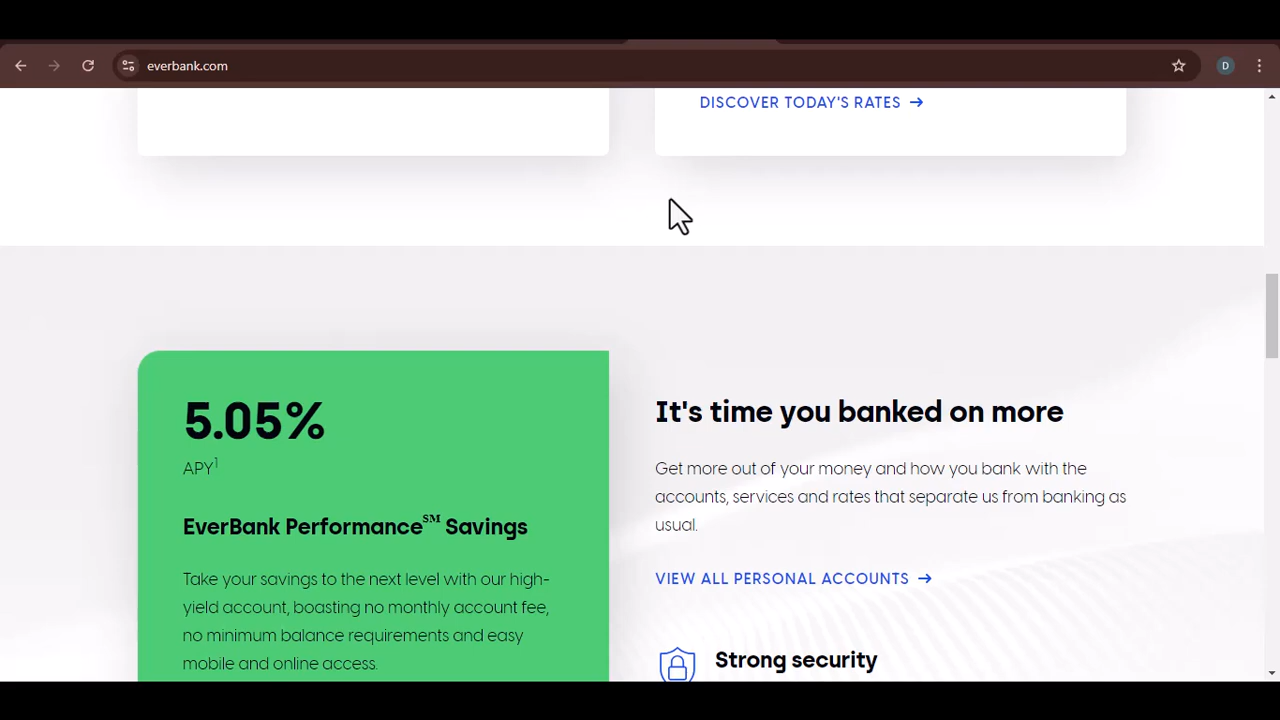 everbank.com
D
DISCOVER TODAY'S RATES →
5.05%
APY¹
EverBank Performance℠ Savings
Take your savings to the next level with our high-
yield account, boasting no monthly account fee,
no minimum balance requirements and easy
mobile and online access.
It's time you banked on more
Get more out of your money and how you bank with the
accounts, services and rates that separate us from banking as
usual.
VIEW ALL PERSONAL ACCOUNTS →
Strong security